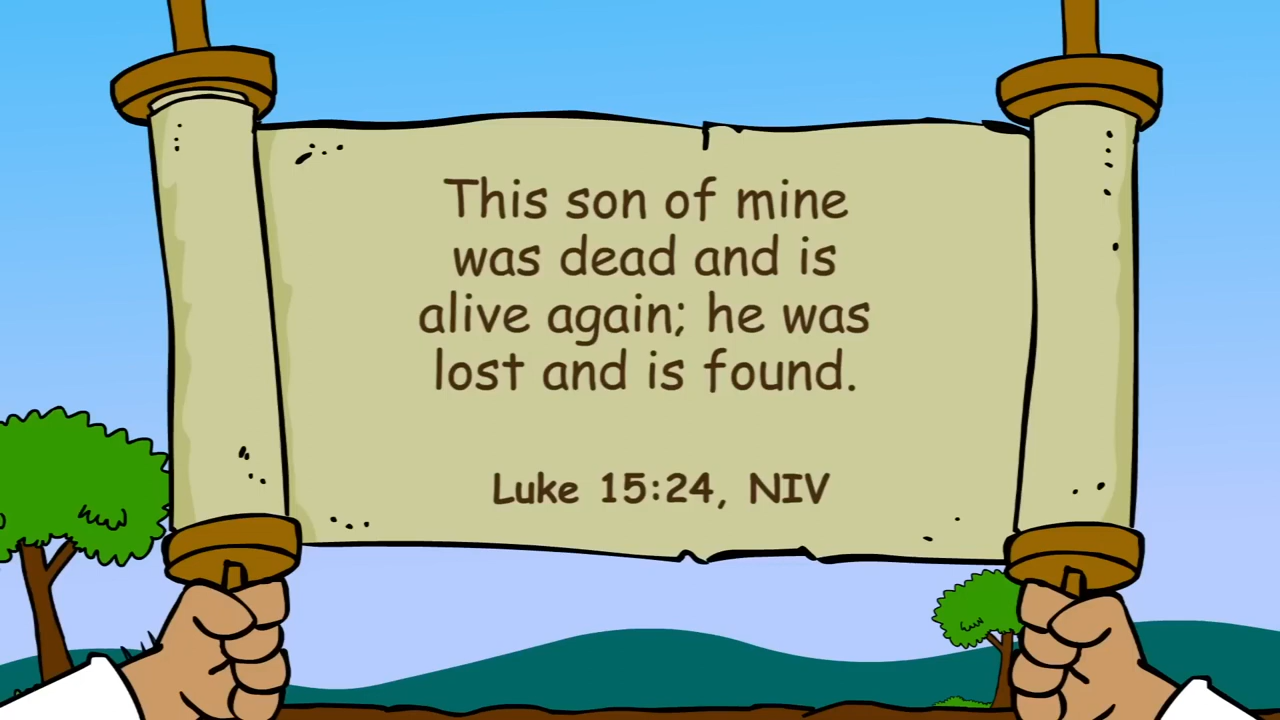 This son of mine
was dead and is
alive again; he was
lost and is found.
Luke 15:24, NIV